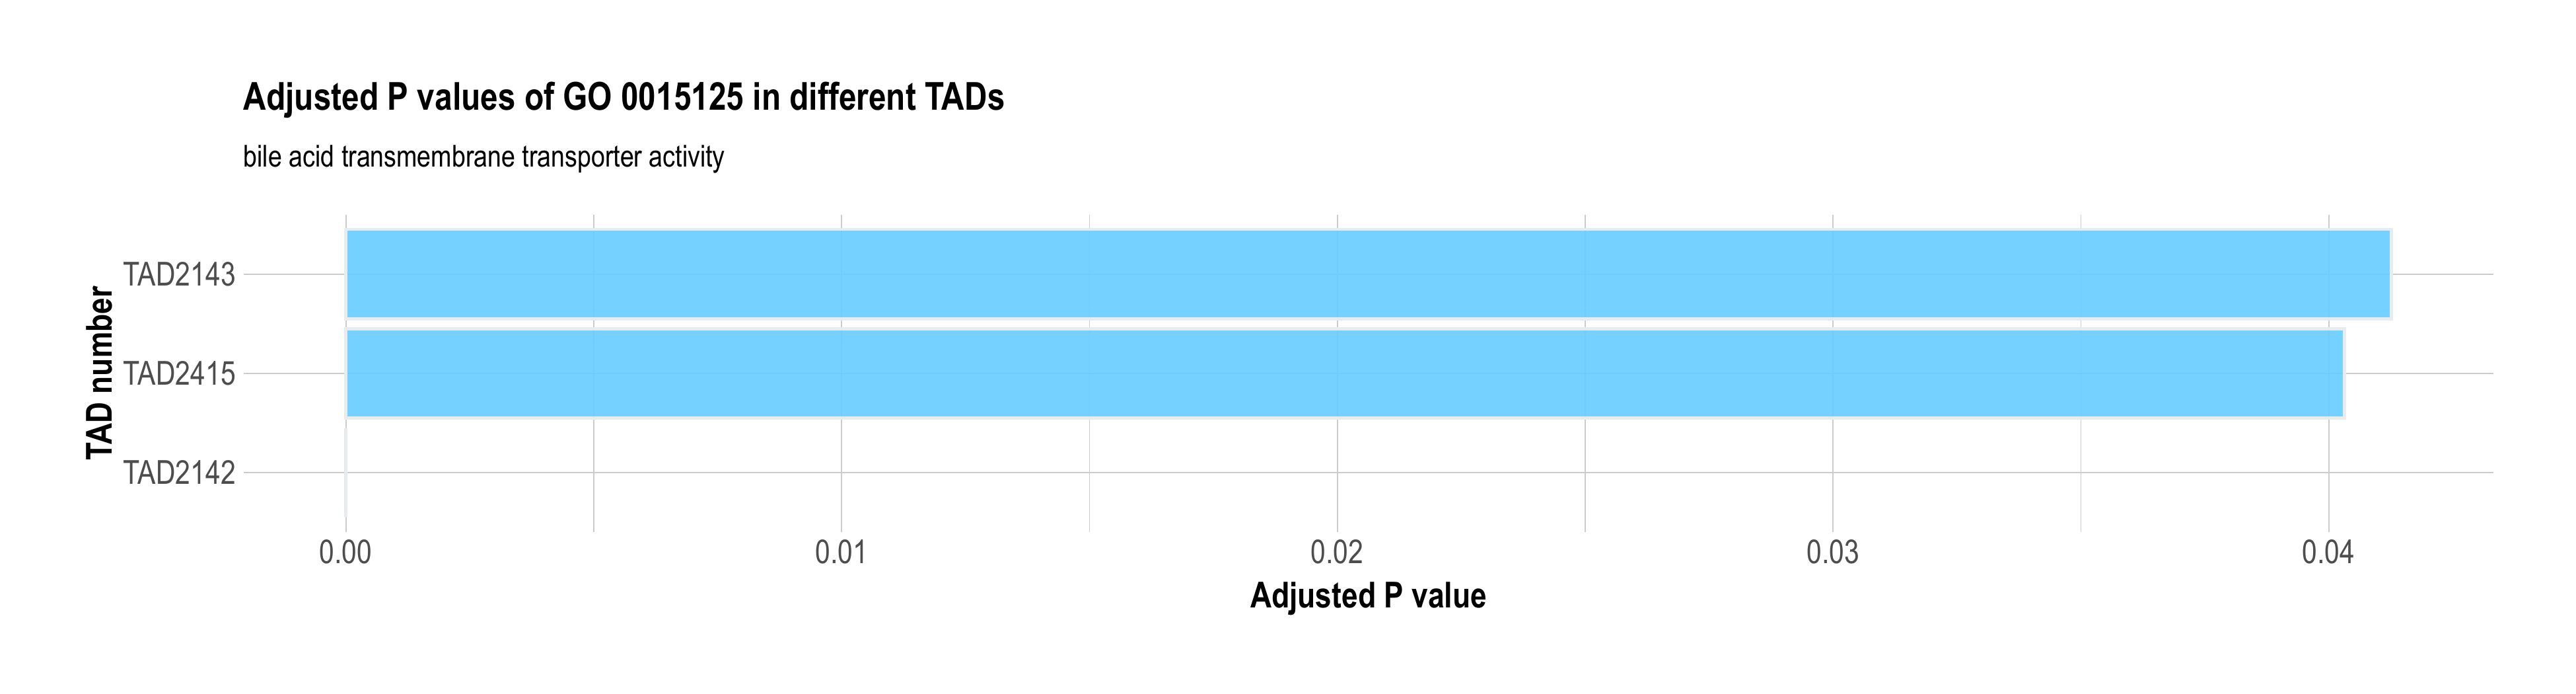 Adjusted P values of GO 0015125 in different TADs
bile acid transmembrane transporter activity
TAD number
TAD2143
TAD2415
TAD2142
0.00 0.01 0.02 0.03 0.04
Adjusted P value